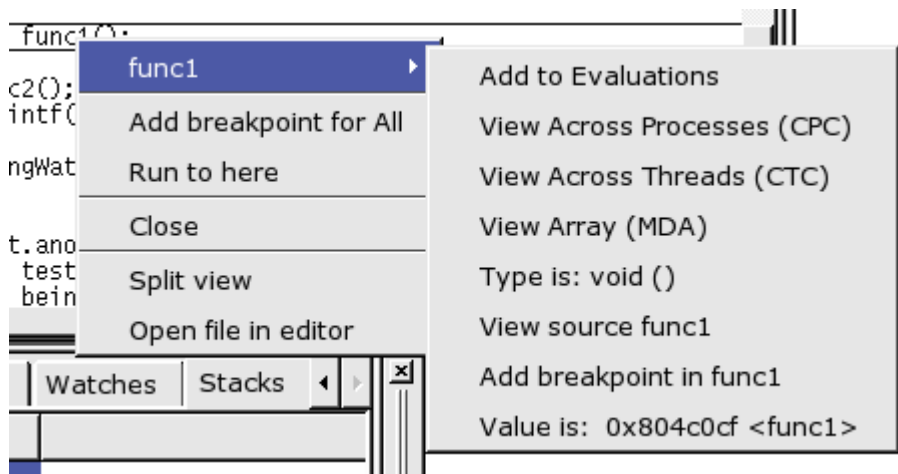 func1();
c2();
intf(
ngWat
t.ano
test
bein
func1
Add breakpoint for All
Run to here
Close
Split view
Open file in editor
Add to Evaluations
View Across Processes (CPC)
View Across Threads (CTC)
View Array (MDA)
Type is: void ()
View source func1
Add breakpoint in func1
Value is: 0x804c0cf <func1>
Watches
Stacks